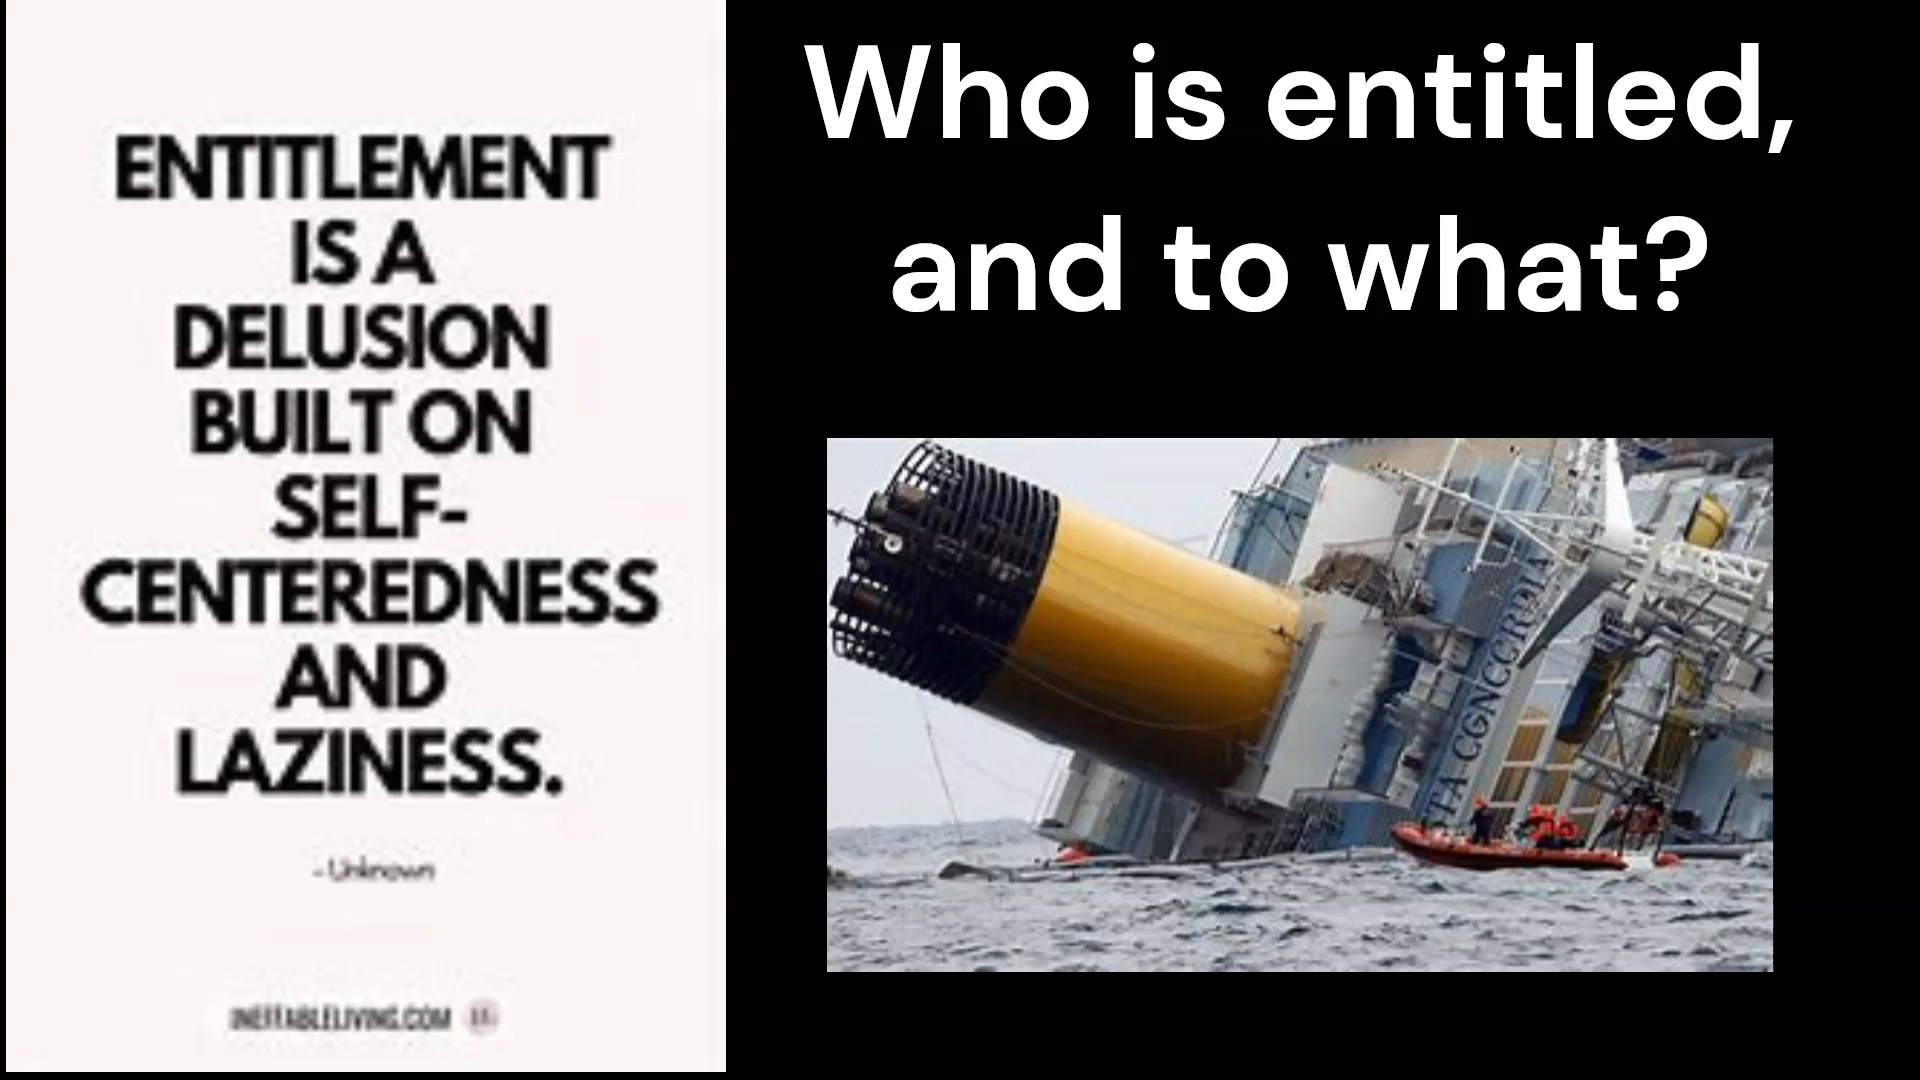 ENTITLEMENT
IS A
DELUSION
BUILT ON
SELF-
CENTEREDNESS
AND
LAZINESS.
- Unknown
INEFFABLELIVING.COM
Who is entitled,
and to what?